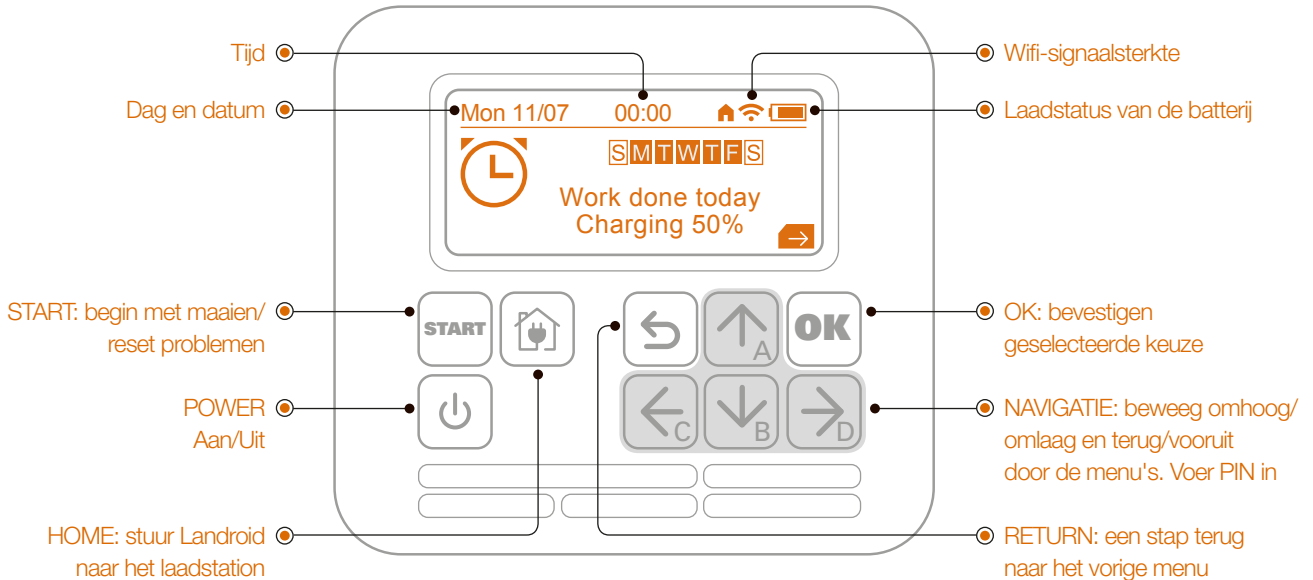 Tijd
Wifi-signaalsterkte
Dag en datum
Laadstatus van de batterij
Mon 11/07 00:00
S M T W T F S
Work done today
Charging 50%
START: begin met maaien/
reset problemen
START
OK
A
OK: bevestigen
geselecteerde keuze
POWER
Aan/Uit
C
B
D
NAVIGATIE: beweeg omhoog/
omlaag en terug/vooruit
door de menu's. Voer PIN in
HOME: stuur Landroid
naar het laadstation
RETURN: een stap terug
naar het vorige menu